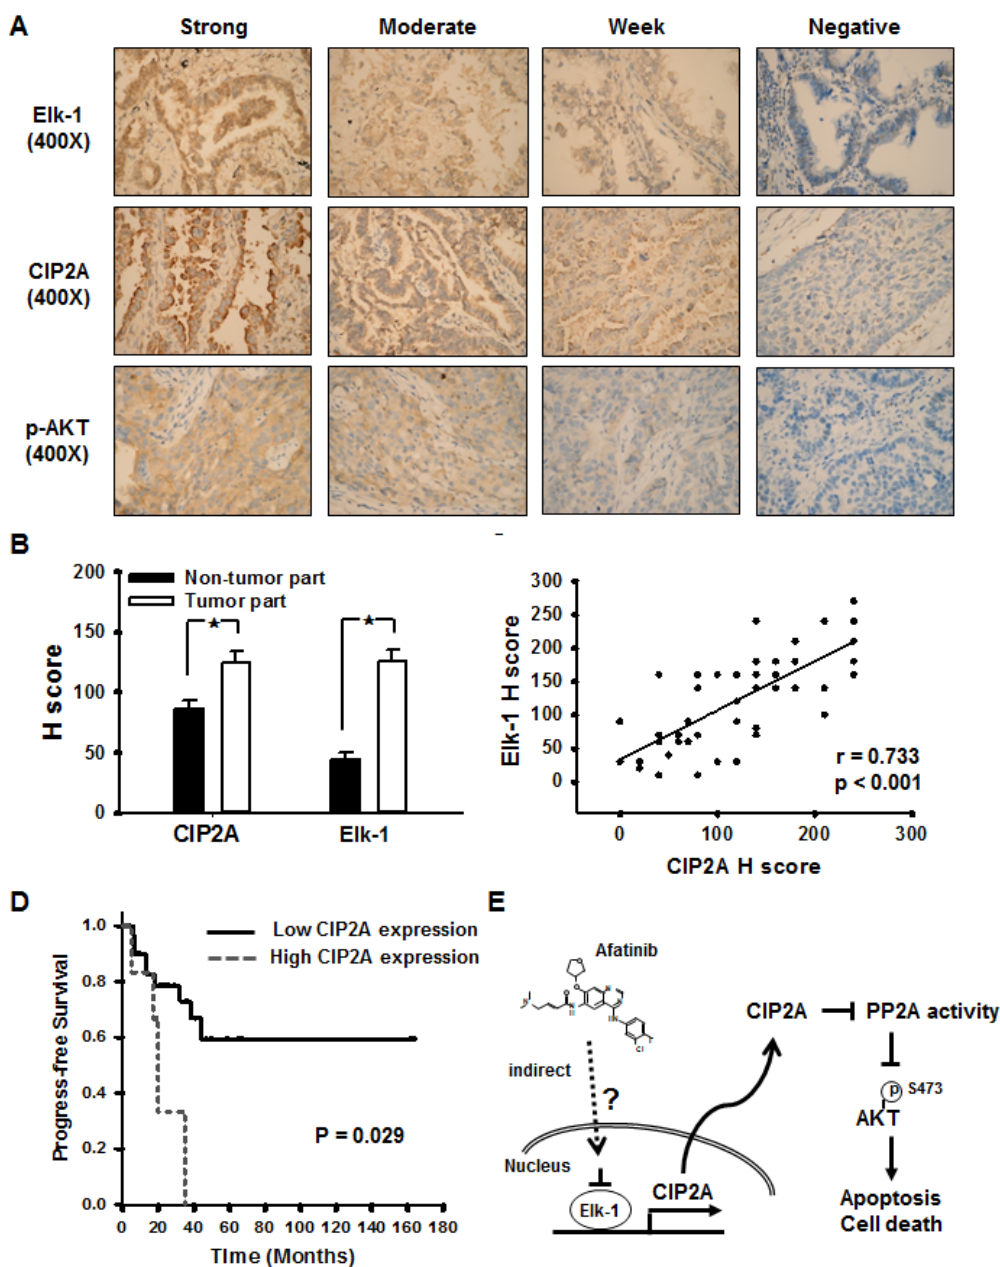 A
Strong Moderate Week Negative
Elk-1
(400X)
CIP2A
(400X)
p-AKT
(400X)
B
H score
200
150
100
50
0
Non-tumor part
Tumor part
★ ★
CIP2A Elk-1
Elk-1 H score
300
250
200
150
100
50
0
r = 0.733
p < 0.001
0 100 200 300
CIP2A H score
D
Progress-free Survival
1.0
0.8
0.6
0.4
0.2
0.0
Low CIP2A expression
High CIP2A expression
P = 0.029
0 20 40 60 80 100 120 140 160 180
TIme (Months)
E
Afatinib
O
N
O
N
N
HN
Cl
F
indirect
?
Nucleus
Elk-1
CIP2A
CIP2A PP2A activity
p S473
AKT
Apoptosis
Cell death